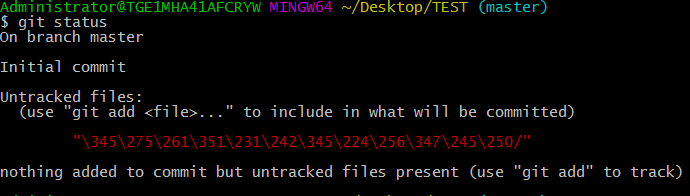 Administrator@TGE1MHA41AFCRYW MINGW64 ~/Desktop/TEST (master)
$ git status
On branch master
Initial commit
Untracked files:
(use "git add <file>..." to include in what will be committed)
"\345\275\261\351\231\242\345\224\256\347\245\250/"
nothing added to commit but untracked files present (use "git add" to track)